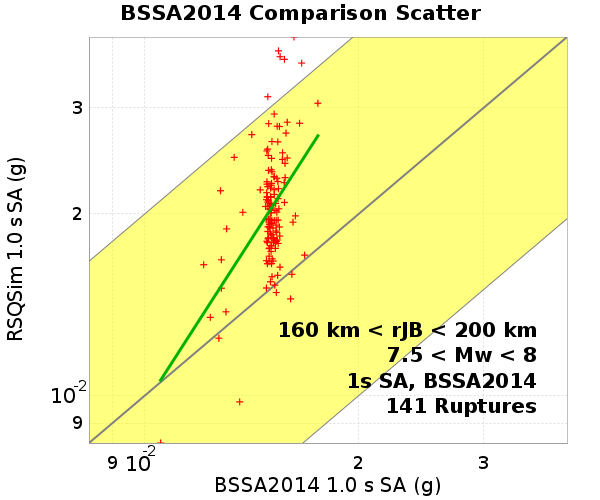 BSSA2014 Comparison Scatter
RSQSim 1.0 s SA (g)
3
2
10⁻²
9
160 km < rJB < 200 km
7.5 < Mw < 8
1s SA, BSSA2014
141 Ruptures
9 10⁻² 2 3
BSSA2014 1.0 s SA (g)